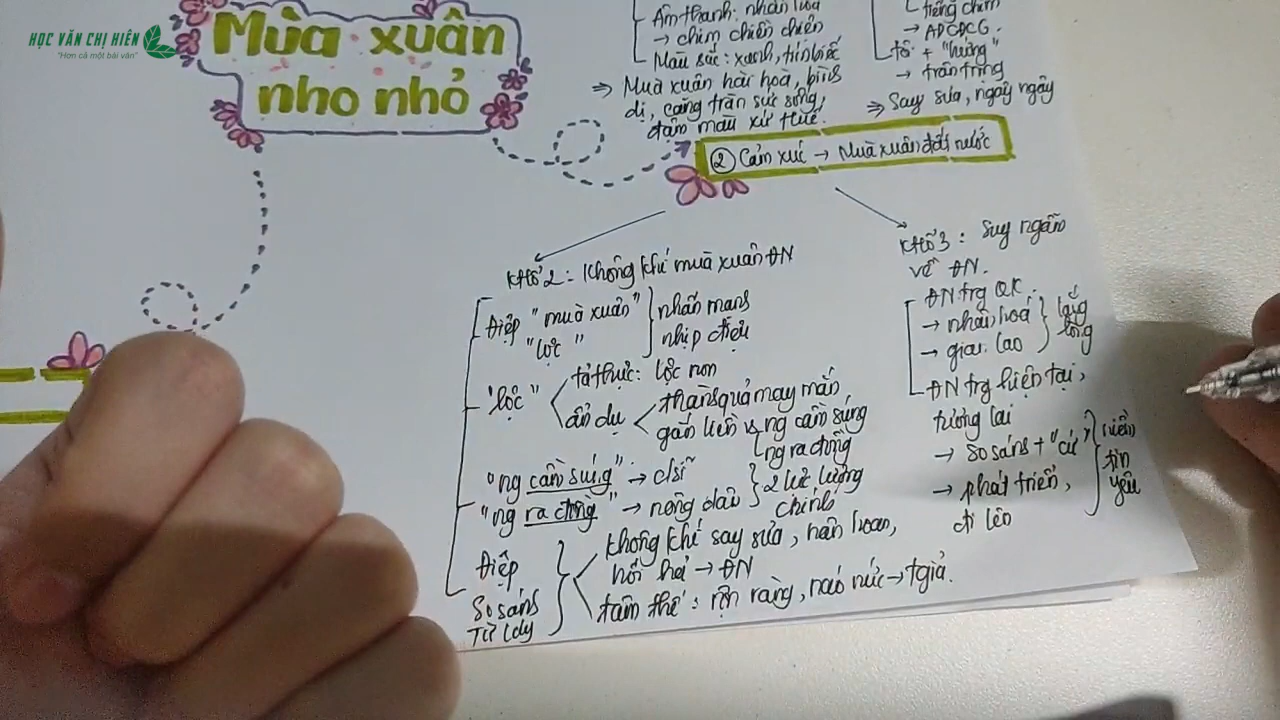 HỌC VĂN CHỊ HIÊN
"Hơn cả một bài văn"
Mùa xuân
nho nhỏ
Âm thanh: nhân hoá
→ chim chiền chiện
Màu sắc: xanh, tím biếc
⇒ Mùa xuân hài hoà, bình
dị, căng tràn sức sống,
đậm màu xứ Huế.
tiếng chim
→ ADCĐCG.
tôi + "hứng"
→ trân trọng
⇒ Say sưa, ngây ngây
② Cảm xúc → Mùa xuân đất nước
KHổ 2: Không khí mùa xuân ĐN
Điệp "mùa xuân"
"lộc"
nhấn mạnh
nhịp điệu
"lộc"
tả thực: lộc non
ẩn dụ
thành quả may mắn
gắn liền ng cầm súng
ng ra đồng
"ng cầm súng" → c/sĩ
"ng ra đồng" → nông dân
2 lực lượng
chính
Điệp
So sánh
Từ láy
không khí say sưa, hân hoan,
hối hả → ĐN
tâm thế: rộn ràng, náo nức → tgiả.
KHổ 3: Suy ngẫm
về ĐN.
ĐN trg QK.
→ nhân hoá
→ gian lao
lắng
lòng
ĐN trg hiện tại,
tương lai
→ So sánh + "cứ"
→ phát triển,
đi lên
niềm
tin
yêu